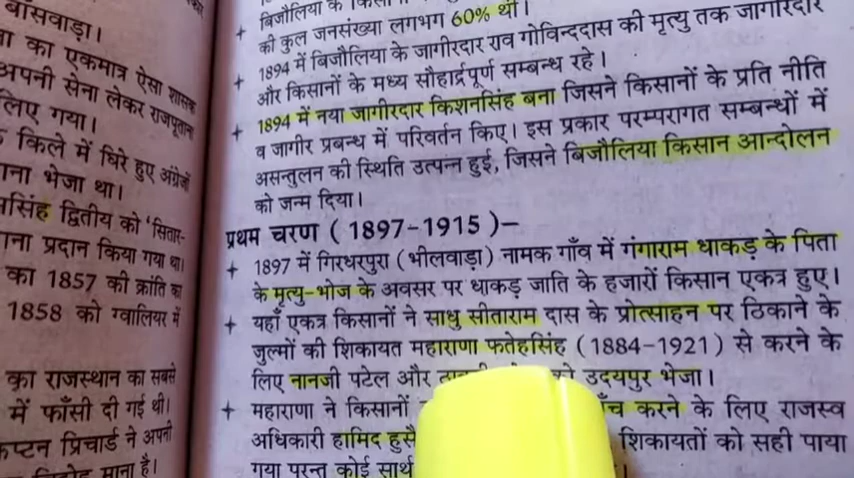 बाँसवाड़ा।
का एकमात्र ऐसा शासक
अपनी सेना लेकर राजपूताना
लिए गया।
किले में घिरे हुए अंग्रेजों
भेजा था।
द्वितीय को 'सितार-
प्रदान किया गया था।
का 1857 की क्रांति का
1858 को ग्वालियर में
का राजस्थान का सबसे
में फाँसी दी गई थी।
प्रिचार्ड ने अपनी
माना है।
बिजौलिया के
की कुल जनसंख्या लगभग 60% थी।
1894 में बिजौलिया के जागीरदार राव गोविन्ददास की मृत्यु तक जागीरदार
और किसानों के मध्य सौहार्द्रपूर्ण सम्बन्ध रहे।
1894 में नया जागीरदार किशनसिंह बना जिसने किसानों के प्रति नीति
व जागीर प्रबन्ध में परिवर्तन किए। इस प्रकार परम्परागत सम्बन्धों में
असन्तुलन की स्थिति उत्पन्न हुई, जिसने बिजौलिया किसान आन्दोलन
को जन्म दिया।
प्रथम चरण (1897-1915)–
+ 1897 में गिरधरपुरा (भीलवाड़ा) नामक गाँव में गंगाराम धाकड़ के पिता
के मृत्यु-भोज के अवसर पर धाकड़ जाति के हजारों किसान एकत्र हुए।
+ यहाँ एकत्र किसानों ने साधु सीताराम दास के प्रोत्साहन पर ठिकाने के
जुल्मों की शिकायत महाराणा फतेहसिंह (1884-1921) से करने के
लिए नानजी पटेल और को उदयपुर भेजा।
+ महाराणा ने किसानों करने के लिए राजस्व
अधिकारी हामिद शिकायतों को सही पाया
गया परन्तु कोई